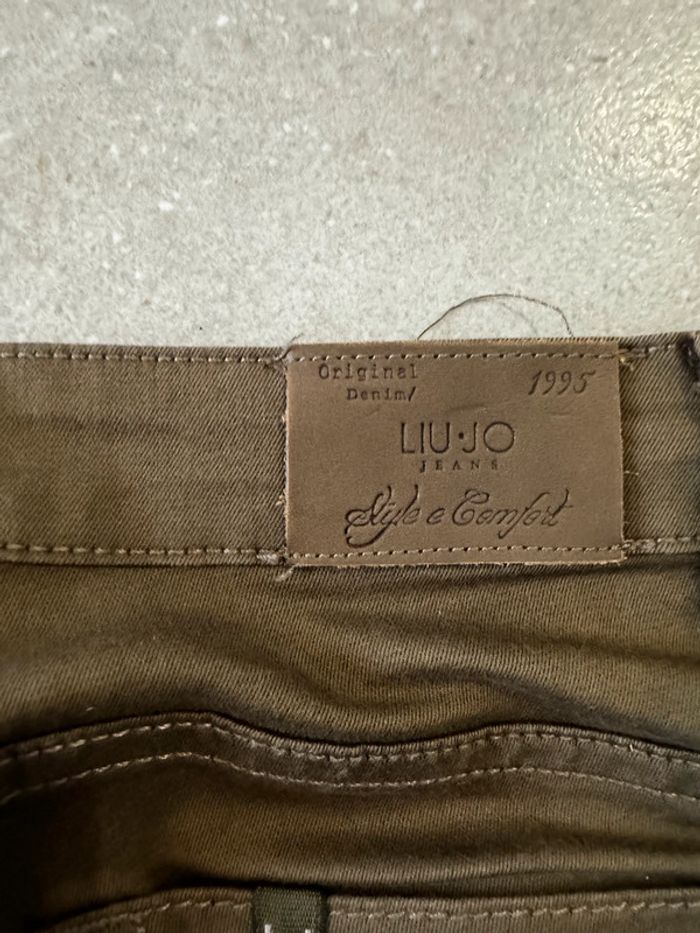 Original 1995
Denim/
LIU·JO
JEANS
Style e Comfort